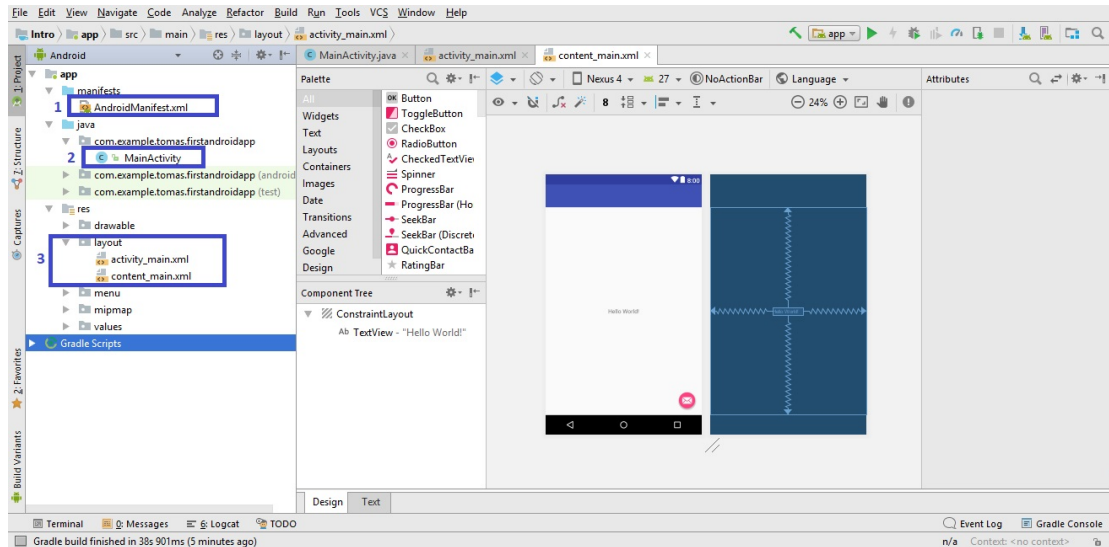 File Edit View Navigate Code Analyze Refactor Build Run Tools VCS Window Help
Intro app src main res layout activity_main.xml
app
1: Project
Android
MainActivity.java activity_main.xml content_main.xml
app
manifests
1 AndroidManifest.xml
java
com.example.tomas.firstandroidapp
2 MainActivity
com.example.tomas.firstandroidapp (android
com.example.tomas.firstandroidapp (test)
res
drawable
layout
3 activity_main.xml
content_main.xml
menu
mipmap
values
Gradle Scripts
Z: Structure
Captures
2: Favorites
Build Variants
Palette
All
Widgets
Text
Layouts
Containers
Images
Date
Transitions
Advanced
Google
Design
OK Button
ToggleButton
CheckBox
RadioButton
CheckedTextVie
Spinner
ProgressBar
ProgressBar (Ho
SeekBar
SeekBar (Discret
QuickContactBa
RatingBar
Component Tree
ConstraintLayout
Ab TextView - "Hello World!"
Nexus 4 27 NoActionBar Language
8 24%
Attributes
8:00
Hello World!
Design Text
Terminal 0: Messages 6: Logcat TODO
Event Log Gradle Console
Gradle build finished in 38s 901ms (5 minutes ago)
n/a Context: <no context>